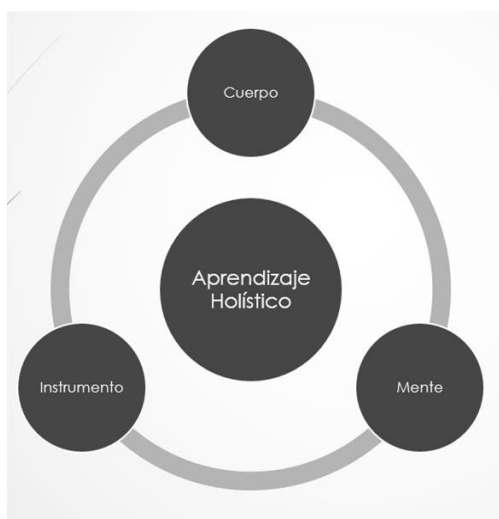 Cuerpo
Aprendizaje
Holístico
Instrumento
Mente